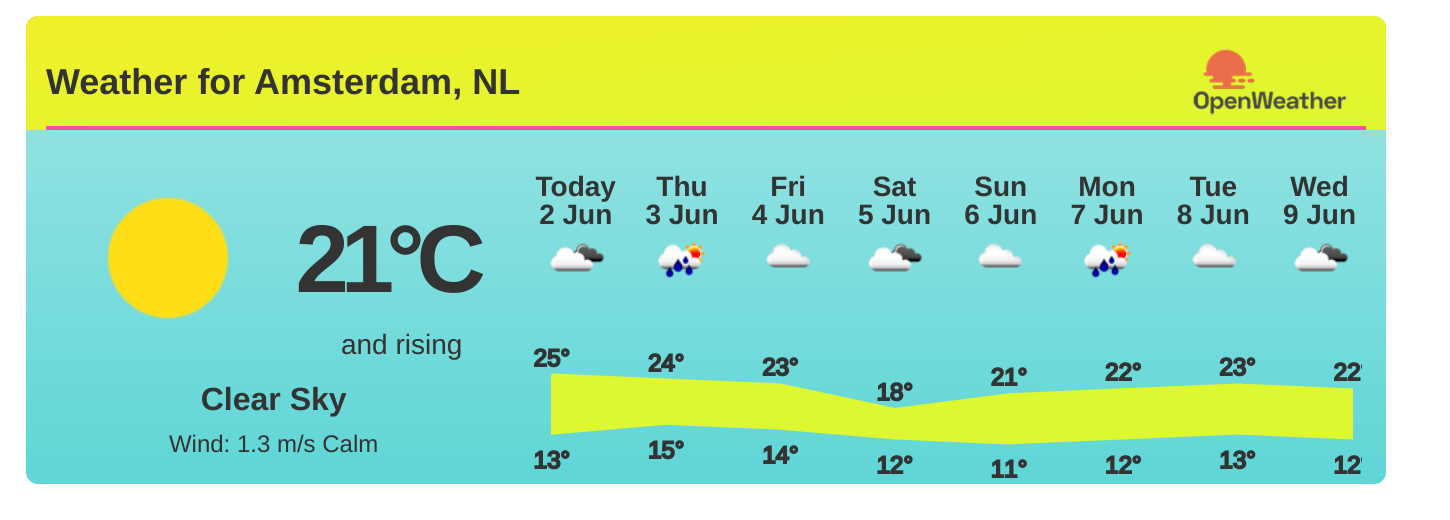 Weather for Amsterdam, NL
OpenWeather
21°C
and rising
Clear Sky
Wind: 1.3 m/s Calm
Today Thu Fri Sat Sun Mon Tue Wed
2 Jun 3 Jun 4 Jun 5 Jun 6 Jun 7 Jun 8 Jun 9 Jun
25° 24° 23° 18° 21° 22° 23° 22°
13° 15° 14° 12° 11° 12° 13° 12°